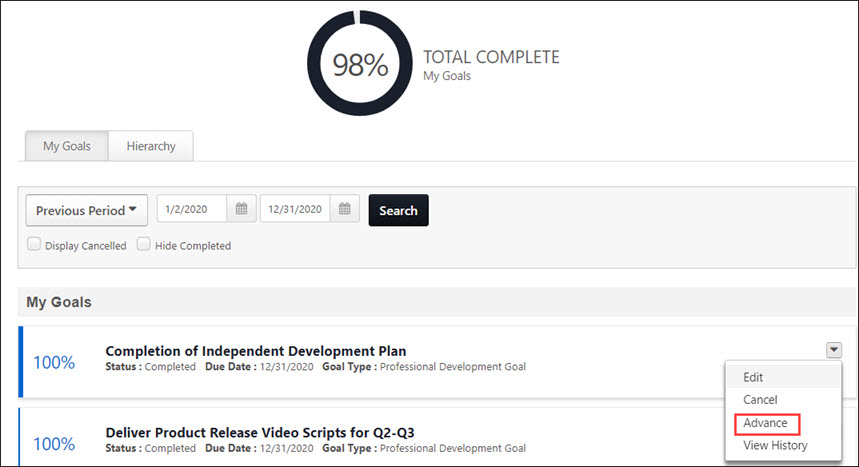 98%
TOTAL COMPLETE
My Goals
My Goals Hierarchy
Previous Period 1/2/2020 12/31/2020 Search
Display Cancelled Hide Completed
My Goals
100%
Completion of Independent Development Plan
Status : Completed Due Date : 12/31/2020 Goal Type : Professional Development Goal
Edit
Cancel
Advance
View History
100%
Deliver Product Release Video Scripts for Q2-Q3
Status : Completed Due Date : 12/31/2020 Goal Type : Professional Development Goal